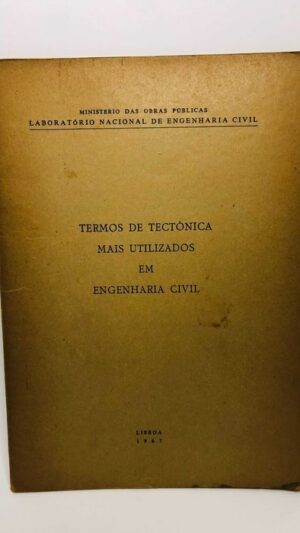 MINISTÉRIO DAS OBRAS PÚBLICAS
LABORATÓRIO NACIONAL DE ENGENHARIA CIVIL
TERMOS DE TECTÓNICA
MAIS UTILIZADOS
EM
ENGENHARIA CIVIL
LISBOA